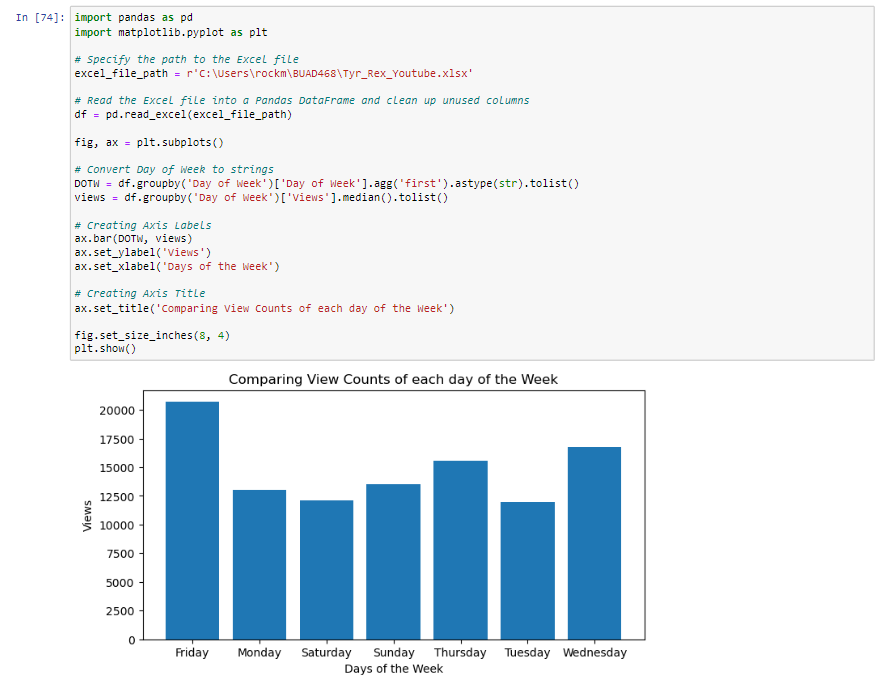 In [74]: import pandas as pd
import matplotlib.pyplot as plt
# Specify the path to the Excel file
excel_file_path = r'C:\Users\rockm\BUAD468\Tyr_Rex_Youtube.xlsx'
# Read the Excel file into a Pandas DataFrame and clean up unused columns
df = pd.read_excel(excel_file_path)
fig, ax = plt.subplots()
# Convert Day of Week to strings
DOTW = df.groupby('Day of Week')['Day of Week'].agg('first').astype(str).tolist()
views = df.groupby('Day of Week')['Views'].median().tolist()
# Creating Axis Labels
ax.bar(DOTW, views)
ax.set_ylabel('Views')
ax.set_xlabel('Days of the Week')
# Creating Axis Title
ax.set_title('Comparing View Counts of each day of the Week')
fig.set_size_inches(8, 4)
plt.show()
Comparing View Counts of each day of the Week
20000
17500
15000
12500
10000
7500
5000
2500
0
Views
Friday Monday Saturday Sunday Thursday Tuesday Wednesday
Days of the Week